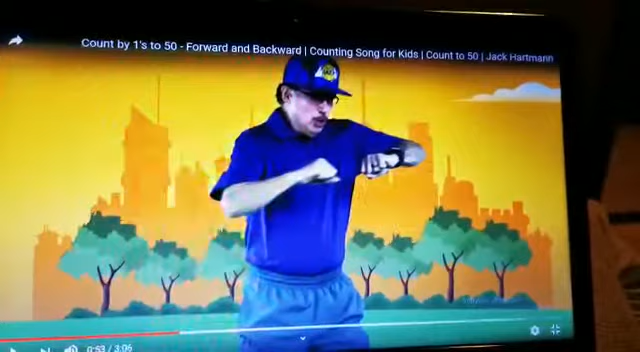 Count by 1's to 50 - Forward and Backward | Counting Song for Kids | Count to 50 | Jack Hartmann
0:53 / 3:06